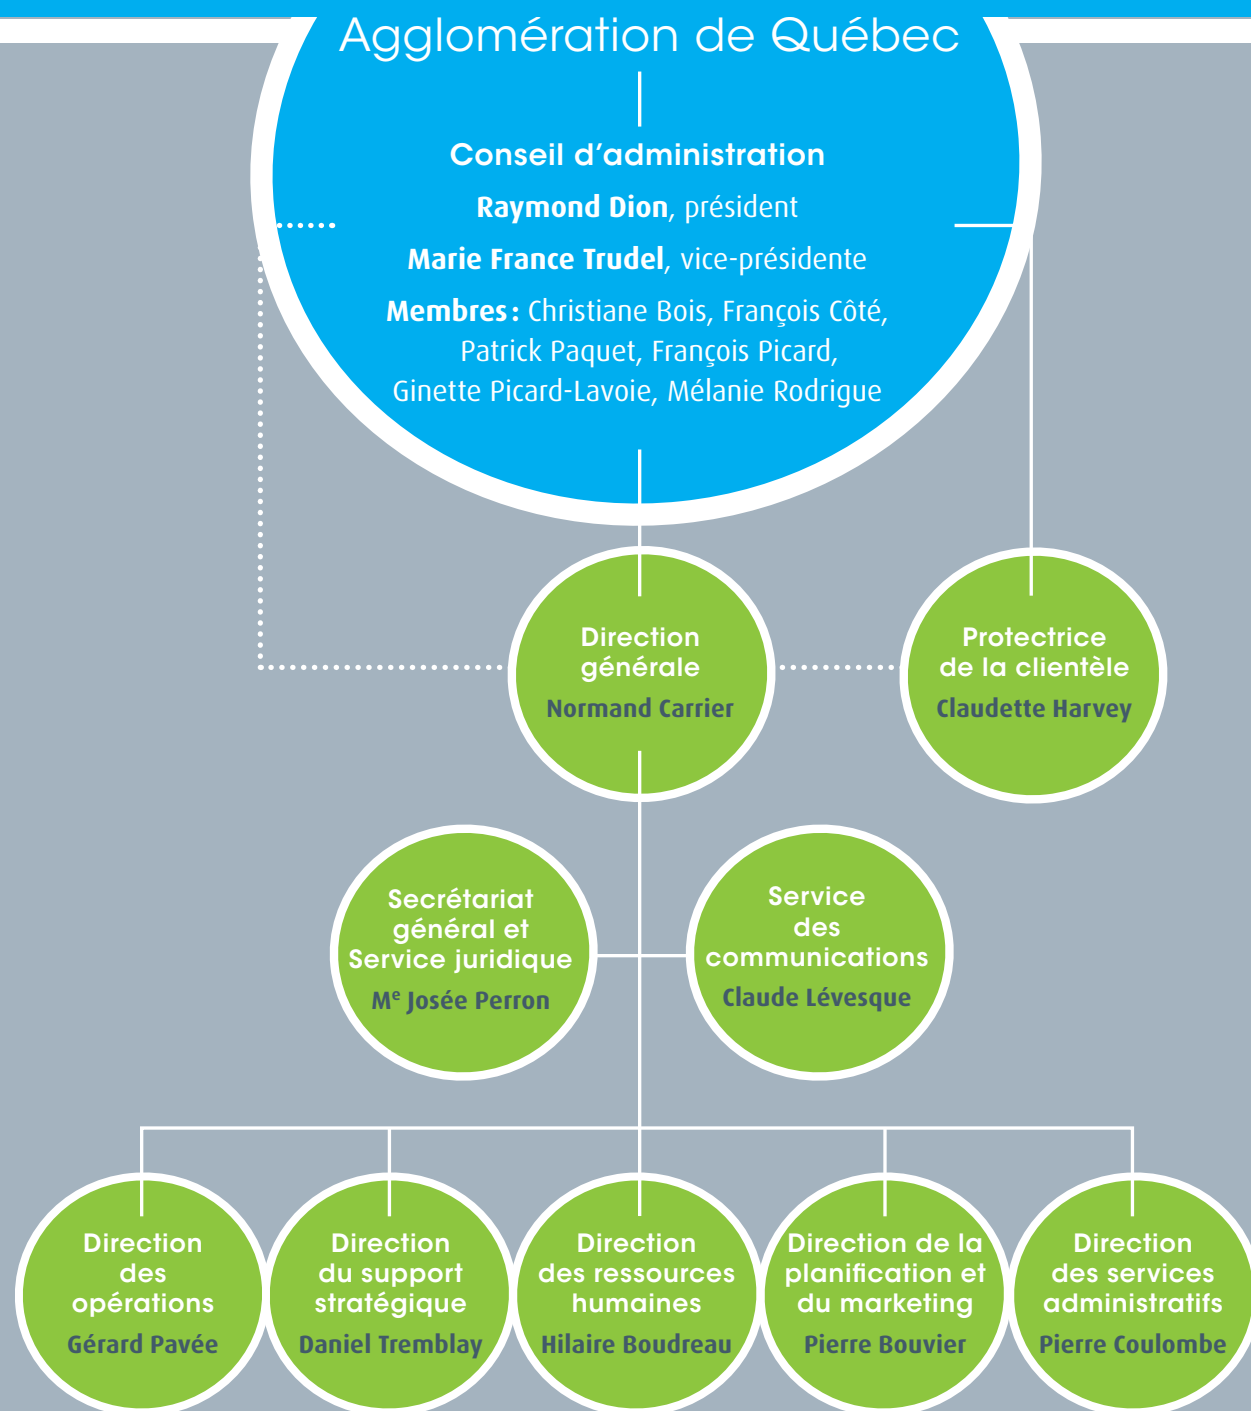 Agglomération de Québec
Conseil d’administration
Raymond Dion, président
Marie France Trudel, vice-présidente
Membres : Christiane Bois, François Côté,
Patrick Paquet, François Picard,
Ginette Picard-Lavoie, Mélanie Rodrigue
Direction
générale
Normand Carrier
Protectrice
de la clientèle
Claudette Harvey
Secrétariat
général et
Service juridique
Me Josée Perron
Service
des
communications
Claude Lévesque
Direction
des
opérations
Gérard Pavée
Direction
du support
stratégique
Daniel Tremblay
Direction
des ressources
humaines
Hilaire Boudreau
Direction de la
planification et
du marketing
Pierre Bouvier
Direction
des services
administratifs
Pierre Coulombe